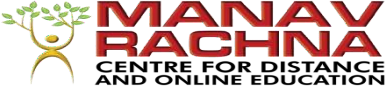 MANAV
RACHNA
CENTRE FOR DISTANCE
AND ONLINE EDUCATION